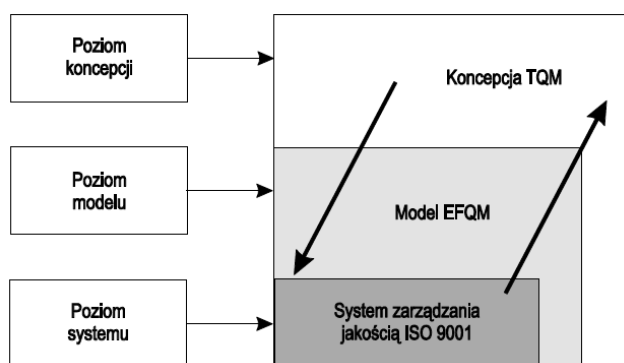 Poziom
koncepcji
Koncepcja TQM
Poziom
modelu
Model EFQM
Poziom
systemu
System zarządzania
jakością ISO 9001